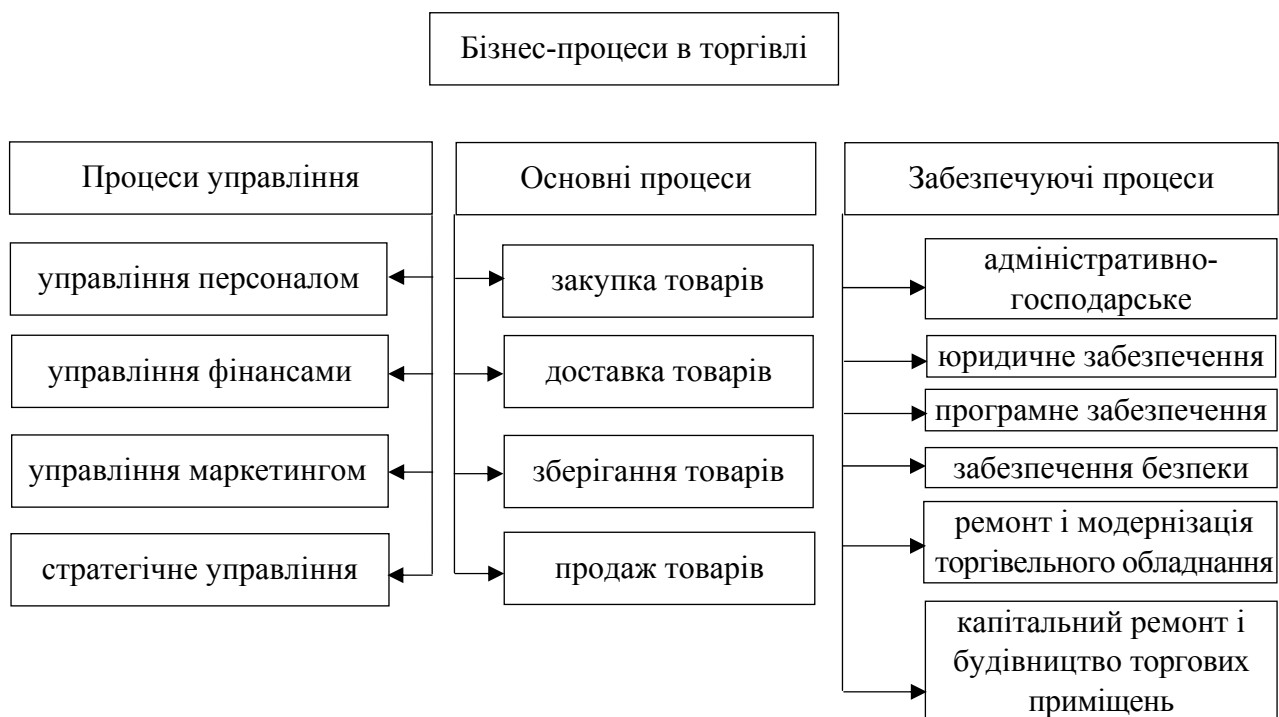 Бізнес-процеси в торгівлі
Процеси управління
управління персоналом
управління фінансами
управління маркетингом
стратегічне управління
Основні процеси
закупка товарів
доставка товарів
зберігання товарів
продаж товарів
Забезпечуючі процеси
адміністративно-
господарське
юридичне забезпечення
програмне забезпечення
забезпечення безпеки
ремонт і модернізація
торгівельного обладнання
капітальний ремонт і
будівництво торгових
приміщень